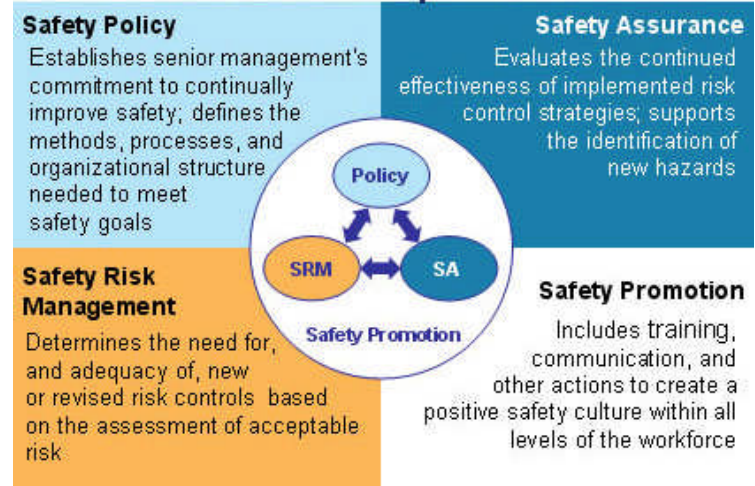 Safety Policy
Establishes senior management's
commitment to continually
improve safety; defines the
methods, processes, and
organizational structure
needed to meet
safety goals
Safety Assurance
Evaluates the continued
effectiveness of implemented risk
control strategies; supports
the identification of
new hazards
Policy
SRM
SA
Safety Promotion
Safety Risk
Management
Determines the need for,
and adequacy of, new
or revised risk controls based
on the assessment of acceptable
risk
Safety Promotion
Includes training,
communication, and
other actions to create a
positive safety culture within all
levels of the workforce